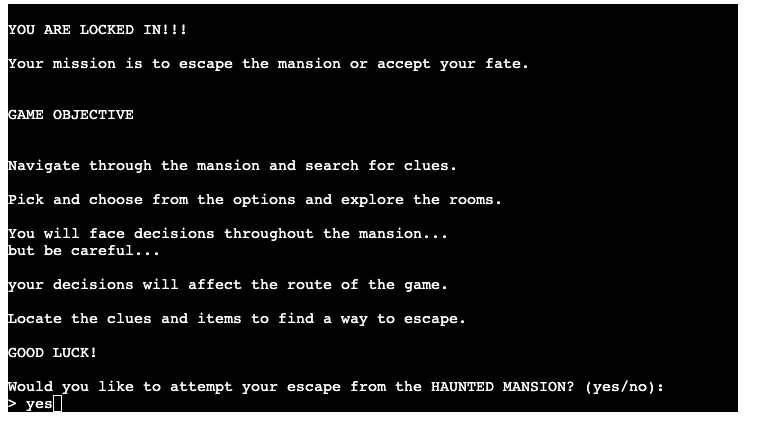 YOU ARE LOCKED IN!!!
Your mission is to escape the mansion or accept your fate.
GAME OBJECTIVE
Navigate through the mansion and search for clues.
Pick and choose from the options and explore the rooms.
You will face decisions throughout the mansion...
but be careful...
your decisions will affect the route of the game.
Locate the clues and items to find a way to escape.
GOOD LUCK!
Would you like to attempt your escape from the HAUNTED MANSION? (yes/no):
> yes